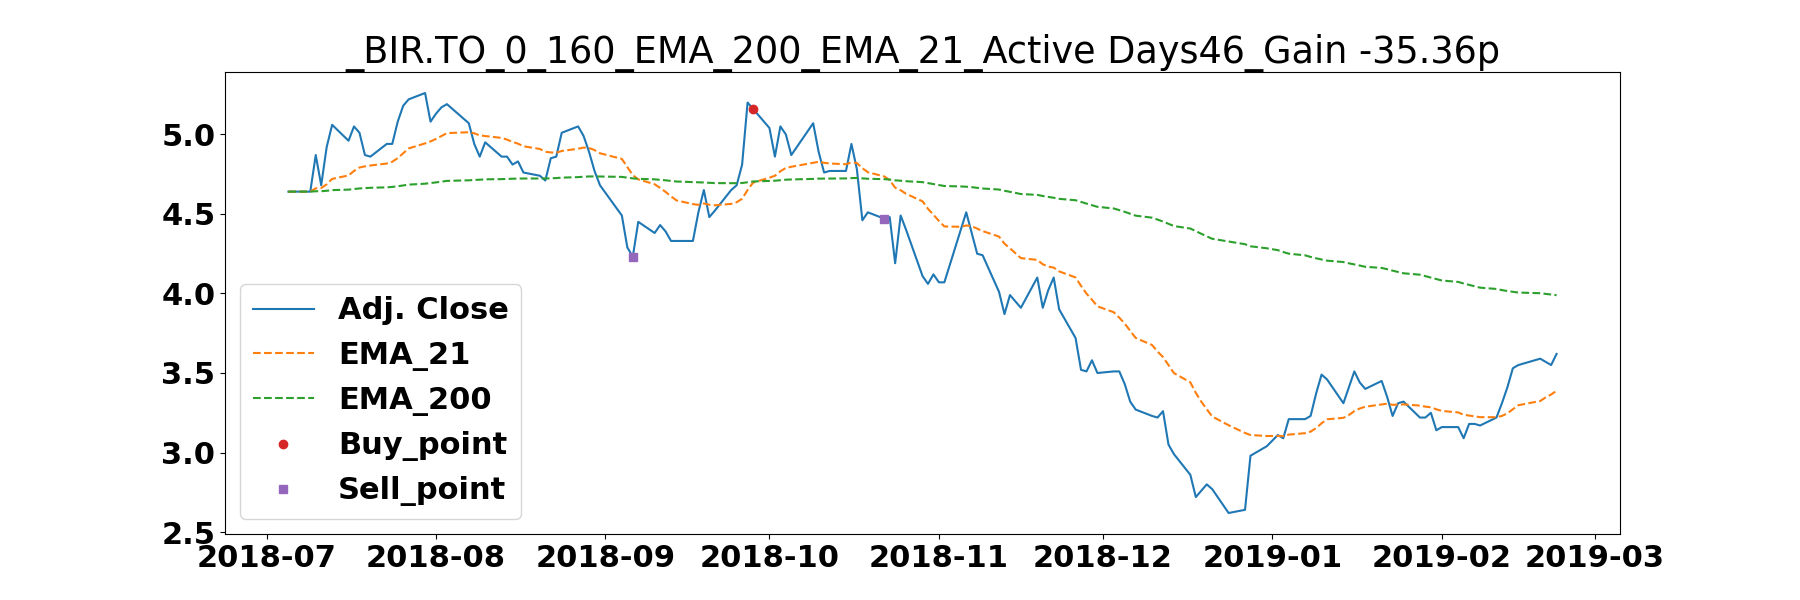 _BIR.TO_0_160_EMA_200_EMA_21_Active Days46_Gain -35.36p
5.0
4.5
4.0
3.5
3.0
2.5
Adj. Close
EMA_21
EMA_200
Buy_point
Sell_point
2018-07 2018-08 2018-09 2018-10 2018-11 2018-12 2019-01 2019-02 2019-03